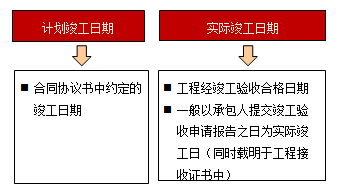 计划竣工日期
实际竣工日期
■ 合同协议书中约定的
竣工日期
■ 工程经竣工验收合格日期
■ 一般以承包人提交竣工验
收申请报告之日为实际竣
工日（同时载明于工程接
收证书中）